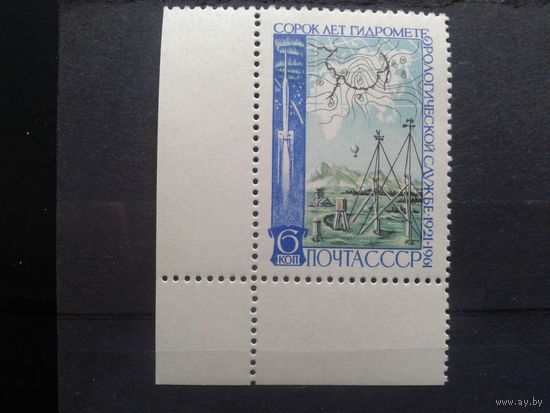 СОРОК ЛЕТ ГИДРОМЕТЕ
ОРОЛОГИЧЕСКОЙ СЛУЖБЕ·1921-1961
6
КОП
ПОЧТА СССР
www.ay.by